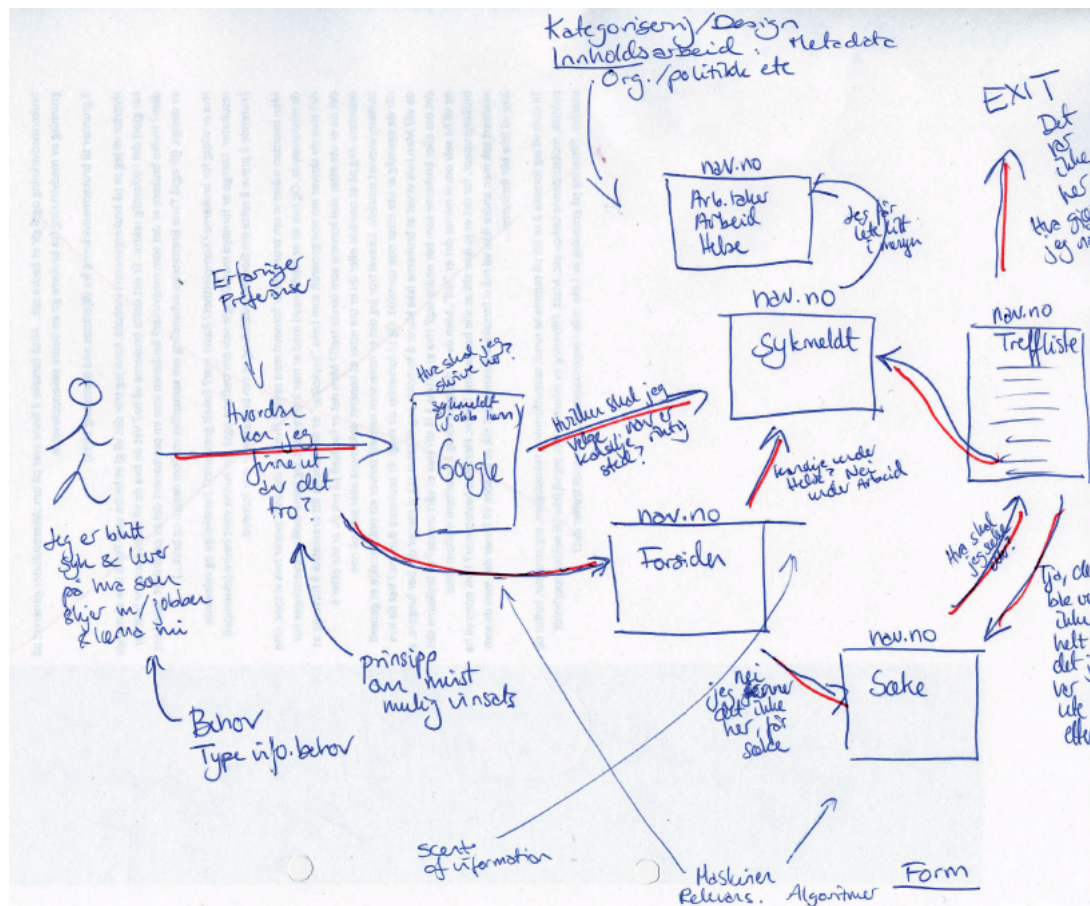 Kategorisering/Design
Innholdsarbeid. Metadata
Org./politikk etc
EXIT
Det
var
ikke
her
Hva
jeg
nav.no
Arb.taker
Arbeid
Helse
Jeg får
lete litt
i menyen
Erfaringer
Preferanser
nav.no
Sykmeldt
nav.no
Treffliste
Hva skal jeg
skrive nå?
sykmeldt
jobb lønn
Google
Hvordan
kan jeg
finne ut
av det
tro?
Hvilken skal jeg
velge, nav er
kanskje riktig
sted?
Kanskje under
Helse? Nei
under Arbeid
nav.no
Forsiden
Hva skal
jeg velge
Jeg er blitt
syk & lurer
på hva som
skjer m/jobben
& lønna mi
prinsipp
om minst
mulig innsats
Behov
Type info.behov
nei
jeg finner
det ikke
her, får
søke
nav.no
Søke
Tja, de
ble
ikke
helt
det j
var
ute
ette
scent
of information
Maskiner
Relevans. Algoritmer
Form